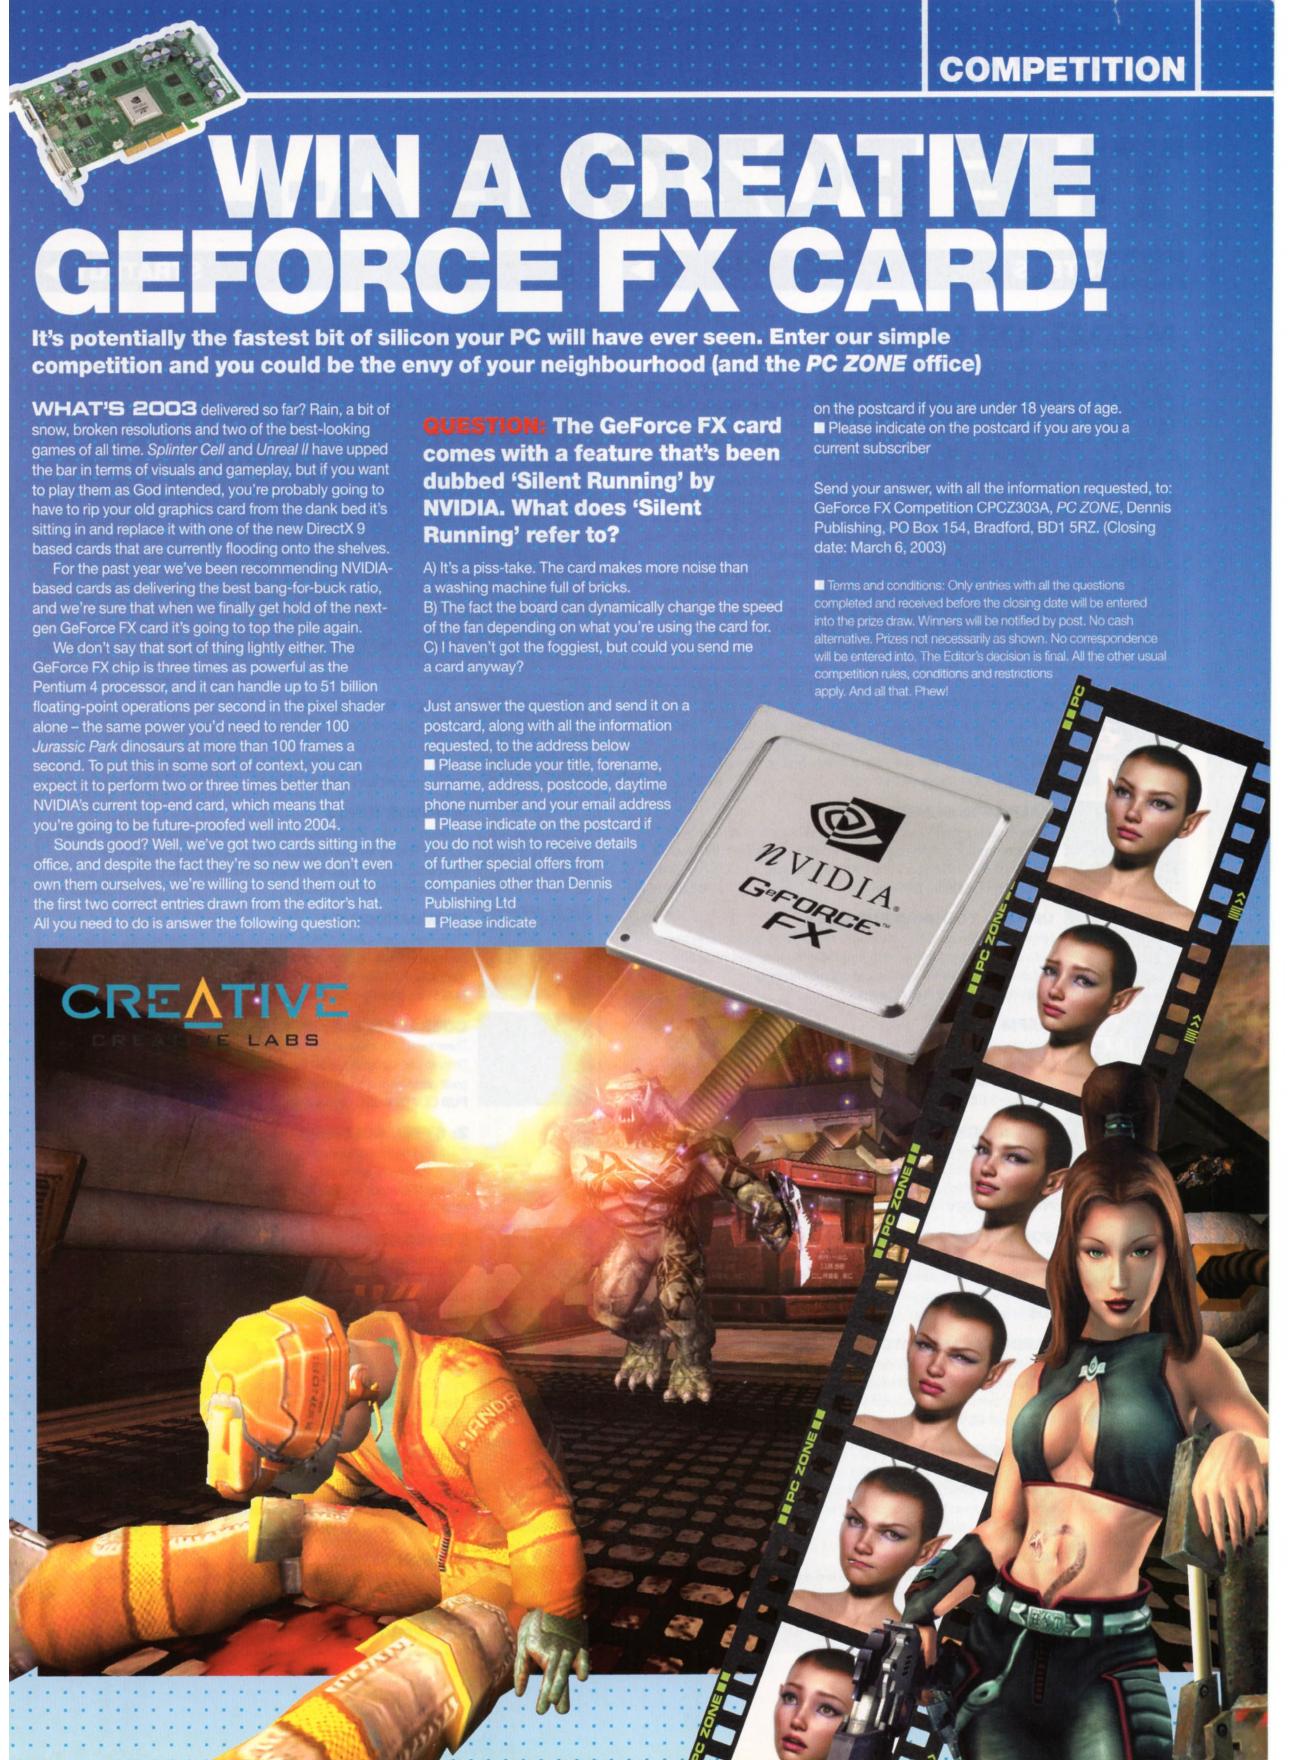 COMPETITION
WIN A CREATIVE
GEFORCE FX CARD!
It's potentially the fastest bit of silicon your PC will have ever seen. Enter our simple
competition and you could be the envy of your neighbourhood (and the PC ZONE office)
WHAT'S 2003 delivered so far? Rain, a bit of
snow, broken resolutions and two of the best-looking
games of all time. Splinter Cell and Unreal II have upped
the bar in terms of visuals and gameplay, but if you want
to play them as God intended, you're probably going to
have to rip your old graphics card from the dank bed it's
sitting in and replace it with one of the new DirectX 9
based cards that are currently flooding onto the shelves.
For the past year we've been recommending NVIDIA-
based cards as delivering the best bang-for-buck ratio,
and we're sure that when we finally get hold of the next-
gen GeForce FX card it's going to top the pile again.
We don't say that sort of thing lightly either. The
GeForce FX chip is three times as powerful as the
Pentium 4 processor, and it can handle up to 51 billion
floating-point operations per second in the pixel shader
alone – the same power you'd need to render 100
Jurassic Park dinosaurs at more than 100 frames a
second. To put this in some sort of context, you can
expect it to perform two or three times better than
NVIDIA's current top-end card, which means that
you're going to be future-proofed well into 2004.
Sounds good? Well, we've got two cards sitting in the
office, and despite the fact they're so new we don't even
own them ourselves, we're willing to send them out to
the first two correct entries drawn from the editor's hat.
All you need to do is answer the following question:
QUESTION: The GeForce FX card
comes with a feature that's been
dubbed 'Silent Running' by
NVIDIA. What does 'Silent
Running' refer to?
A) It's a piss-take. The card makes more noise than
a washing machine full of bricks.
B) The fact the board can dynamically change the speed
of the fan depending on what you're using the card for.
C) I haven't got the foggiest, but could you send me
a card anyway?
Just answer the question and send it on a
postcard, along with all the information
requested, to the address below
■ Please include your title, forename,
surname, address, postcode, daytime
phone number and your email address
■ Please indicate on the postcard if
you do not wish to receive details
of further special offers from
companies other than Dennis
Publishing Ltd
■ Please indicate
on the postcard if you are under 18 years of age.
■ Please indicate on the postcard if you are you a
current subscriber
Send your answer, with all the information requested, to:
GeForce FX Competition CPCZ303A, PC ZONE, Dennis
Publishing, PO Box 154, Bradford, BD1 5RZ. (Closing
date: March 6, 2003)
■ Terms and conditions: Only entries with all the questions
completed and received before the closing date will be entered
into the prize draw. Winners will be notified by post. No cash
alternative. Prizes not necessarily as shown. No correspondence
will be entered into. The Editor's decision is final. All the other usual
competition rules, conditions and restrictions
apply. And all that. Phew!
nVIDIA®
GeFORCE™
FX
CREATIVE
CREATIVE LABS
PC
PC ZONE
PC ZONE
PC ZONE
PC ZONE